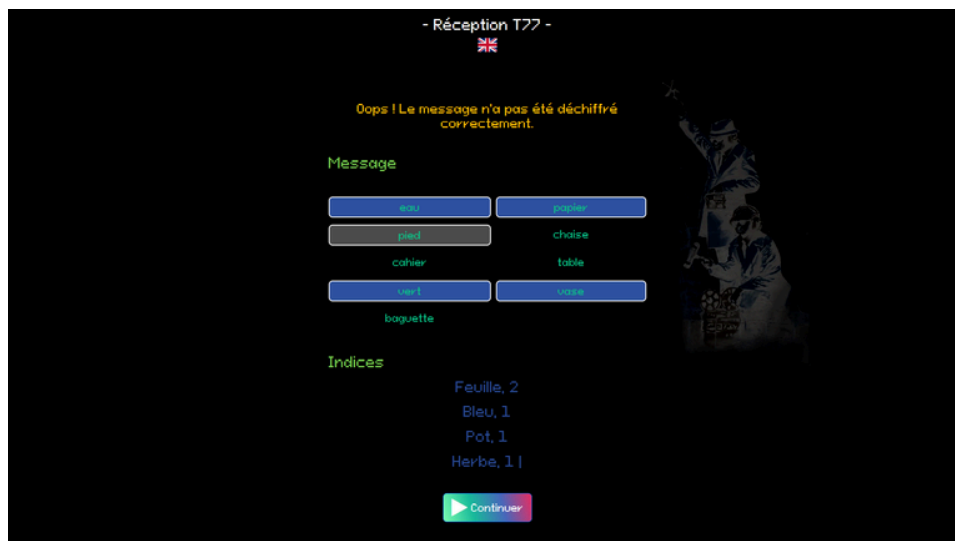 - Réception T77 -
Oops ! Le message n'a pas été déchiffré
correctement.
Message
eau papier
pied chaise
cahier table
vert vase
baguette
Indices
Feuille, 2
Bleu, 1
Pot, 1
Herbe, 1 |
Continuer